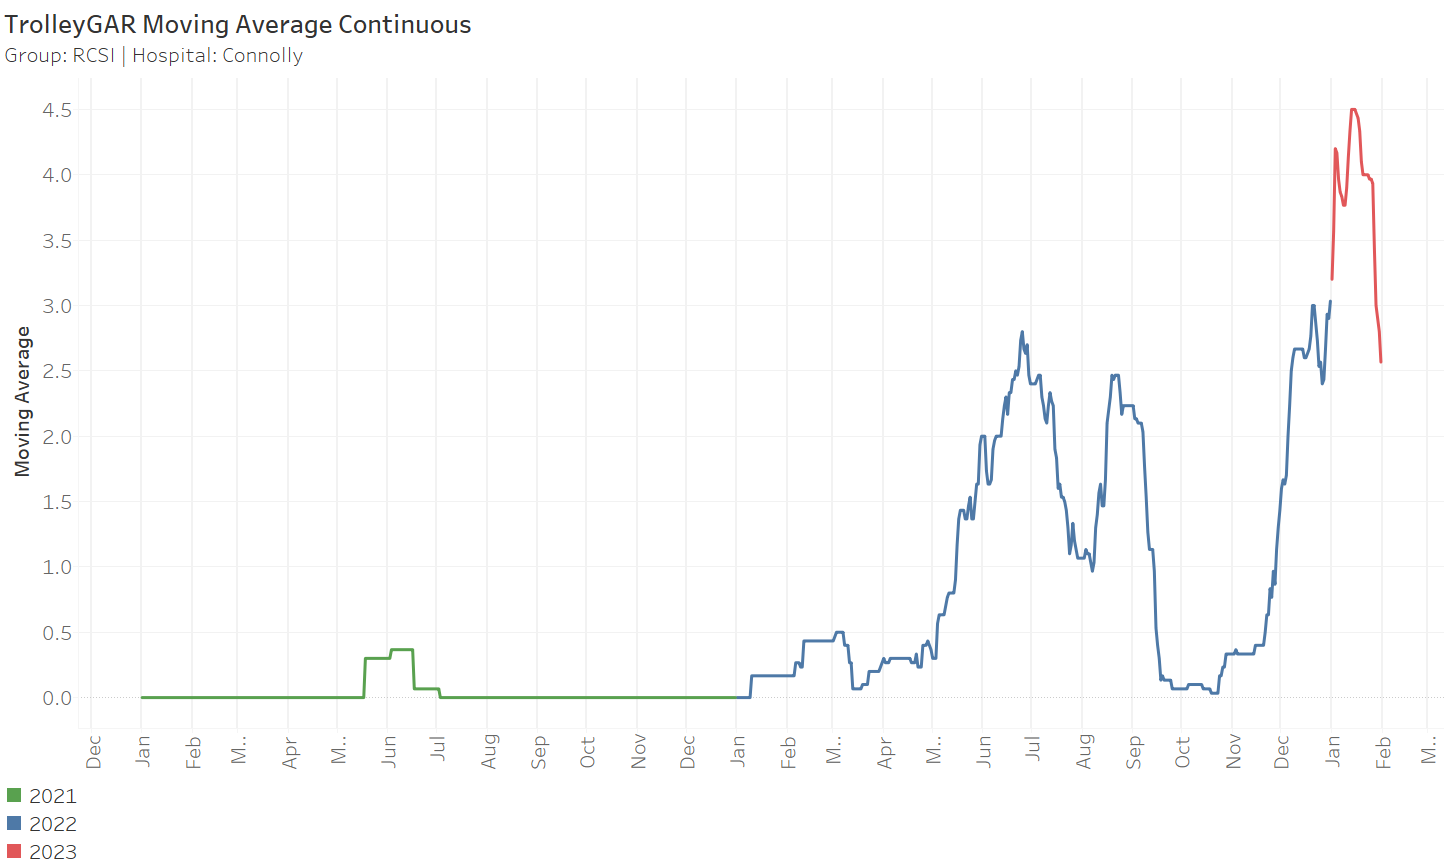 TrolleyGAR Moving Average Continuous
Group: RCSI | Hospital: Connolly
4.5
4.0
3.5
3.0
2.5
2.0
1.5
1.0
0.5
0.0
Moving Average
Dec
Jan
Feb
M..
Apr
M..
Jun
Jul
Aug
Sep
Oct
Nov
Dec
Jan
Feb
M..
Apr
M..
Jun
Jul
Aug
Sep
Oct
Nov
Dec
Jan
Feb
M..
2021
2022
2023